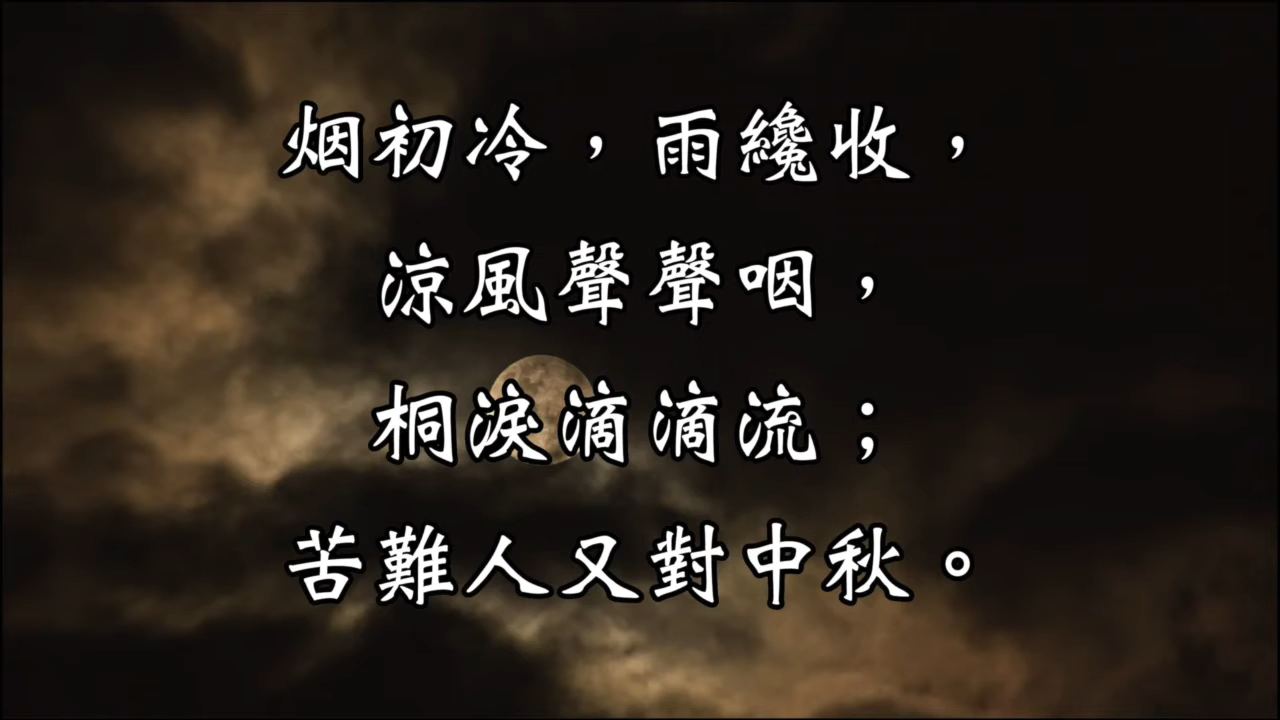 烟初冷，雨纔收，
涼風聲聲咽，
桐淚滴滴流；
苦難人又對中秋。